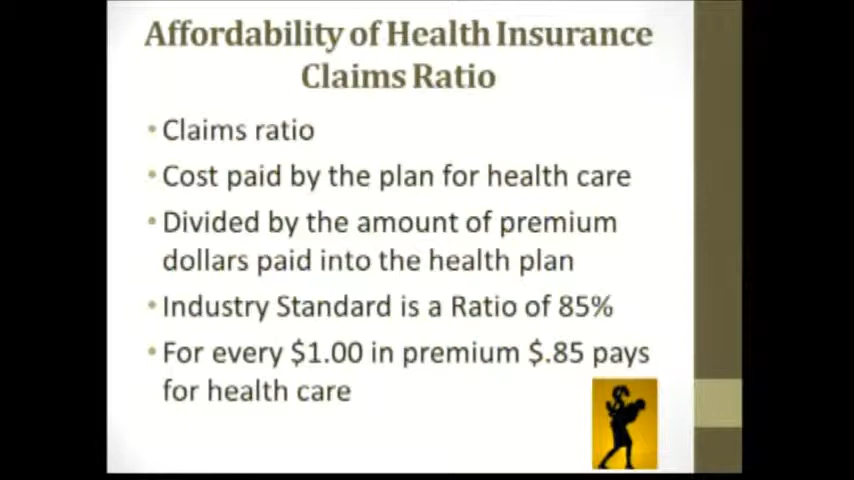 Affordability of Health Insurance
Claims Ratio
• Claims ratio
• Cost paid by the plan for health care
• Divided by the amount of premium
dollars paid into the health plan
• Industry Standard is a Ratio of 85%
• For every $1.00 in premium $.85 pays
for health care
$